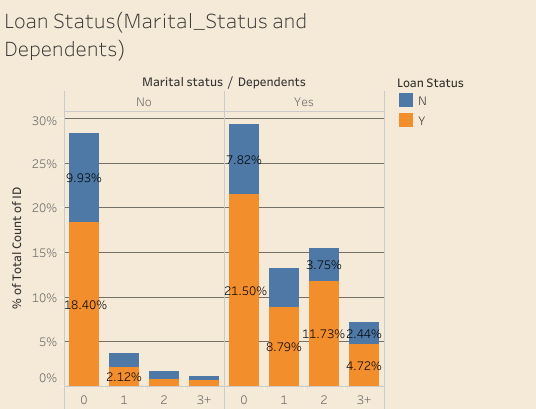 Loan Status(Marital_Status and
Dependents)
Marital status / Dependents
Loan Status
No
Yes
N
Y
% of Total Count of ID
30%
25%
20%
15%
10%
5%
0%
9.93%
18.40%
2.12%
7.82%
21.50%
8.79%
3.75%
11.73%
2.44%
4.72%
0 1 2 3+ 0 1 2 3+